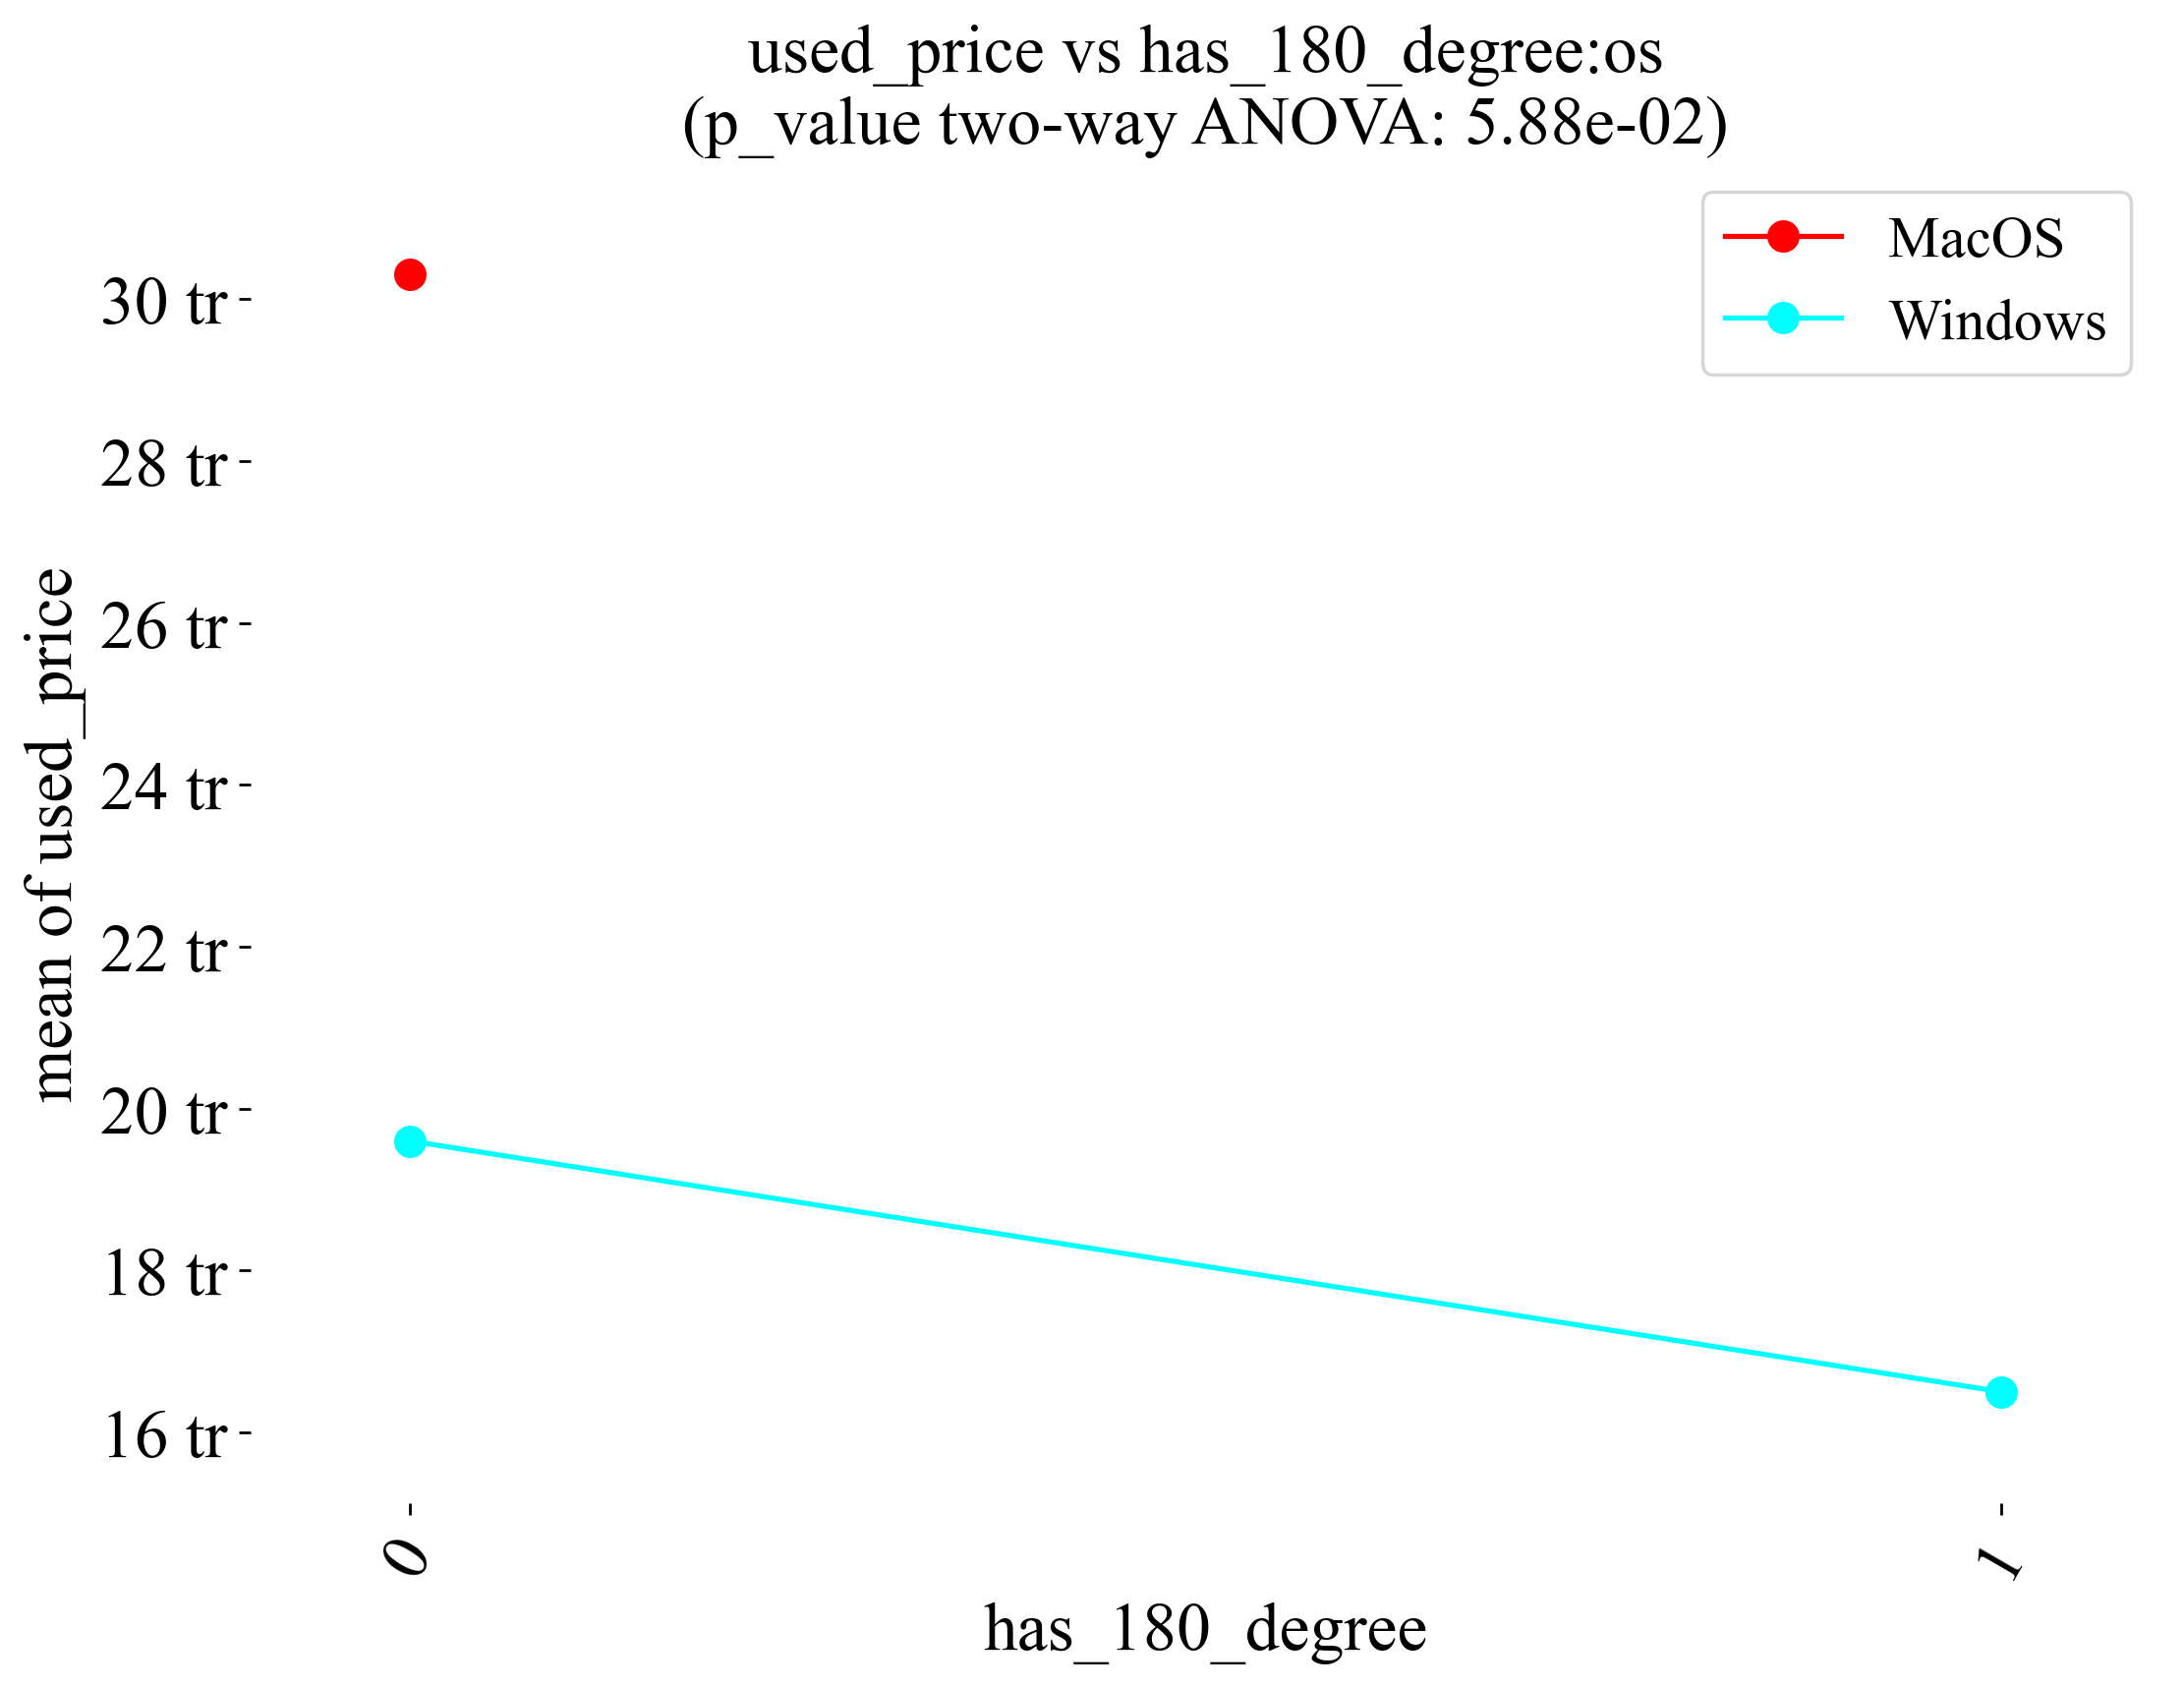 used_price vs has_180_degree:os
(p_value two-way ANOVA: 5.88e-02)
MacOS
Windows
mean of used_price
30 tr
28 tr
26 tr
24 tr
22 tr
20 tr
18 tr
16 tr
0
1
has_180_degree